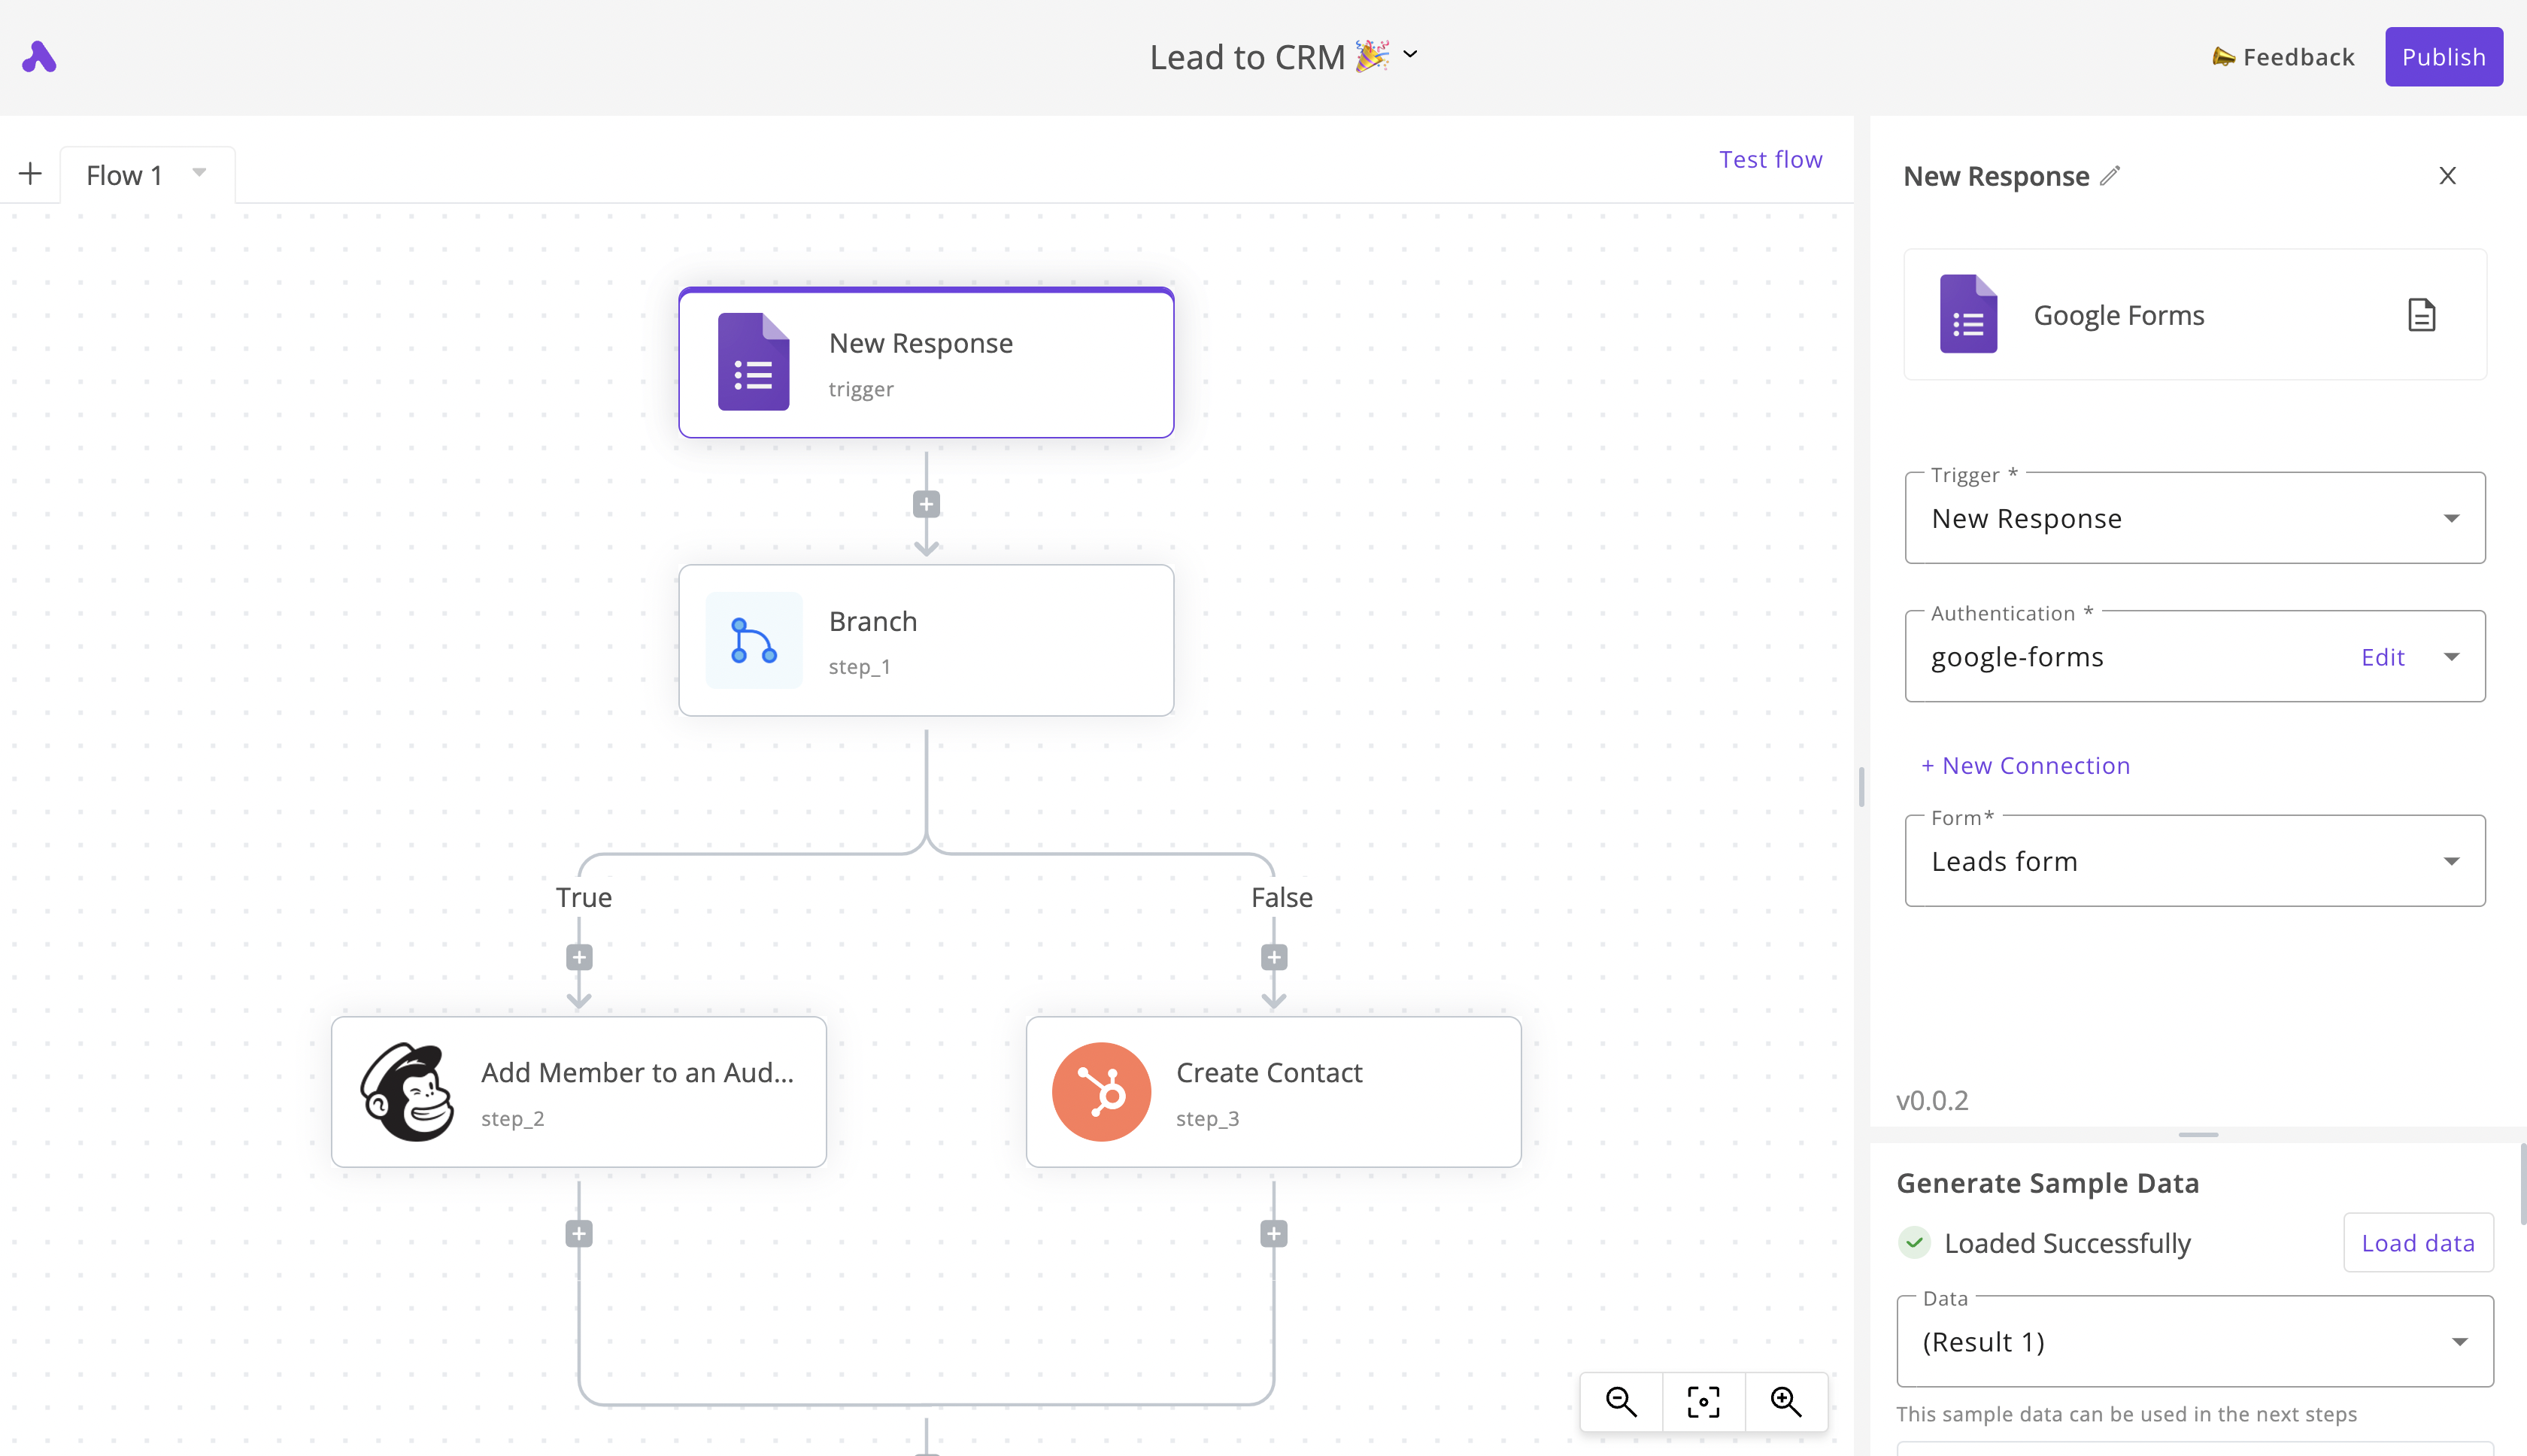 Lead to CRM 🎉
Feedback
Publish
Flow 1
Test flow
New Response
trigger
Branch
step_1
True
False
Add Member to an Aud...
step_2
Create Contact
step_3
New Response
Google Forms
Trigger *
New Response
Authentication *
google-forms
Edit
+ New Connection
Form*
Leads form
v0.0.2
Generate Sample Data
Loaded Successfully
Load data
Data
(Result 1)
This sample data can be used in the next steps